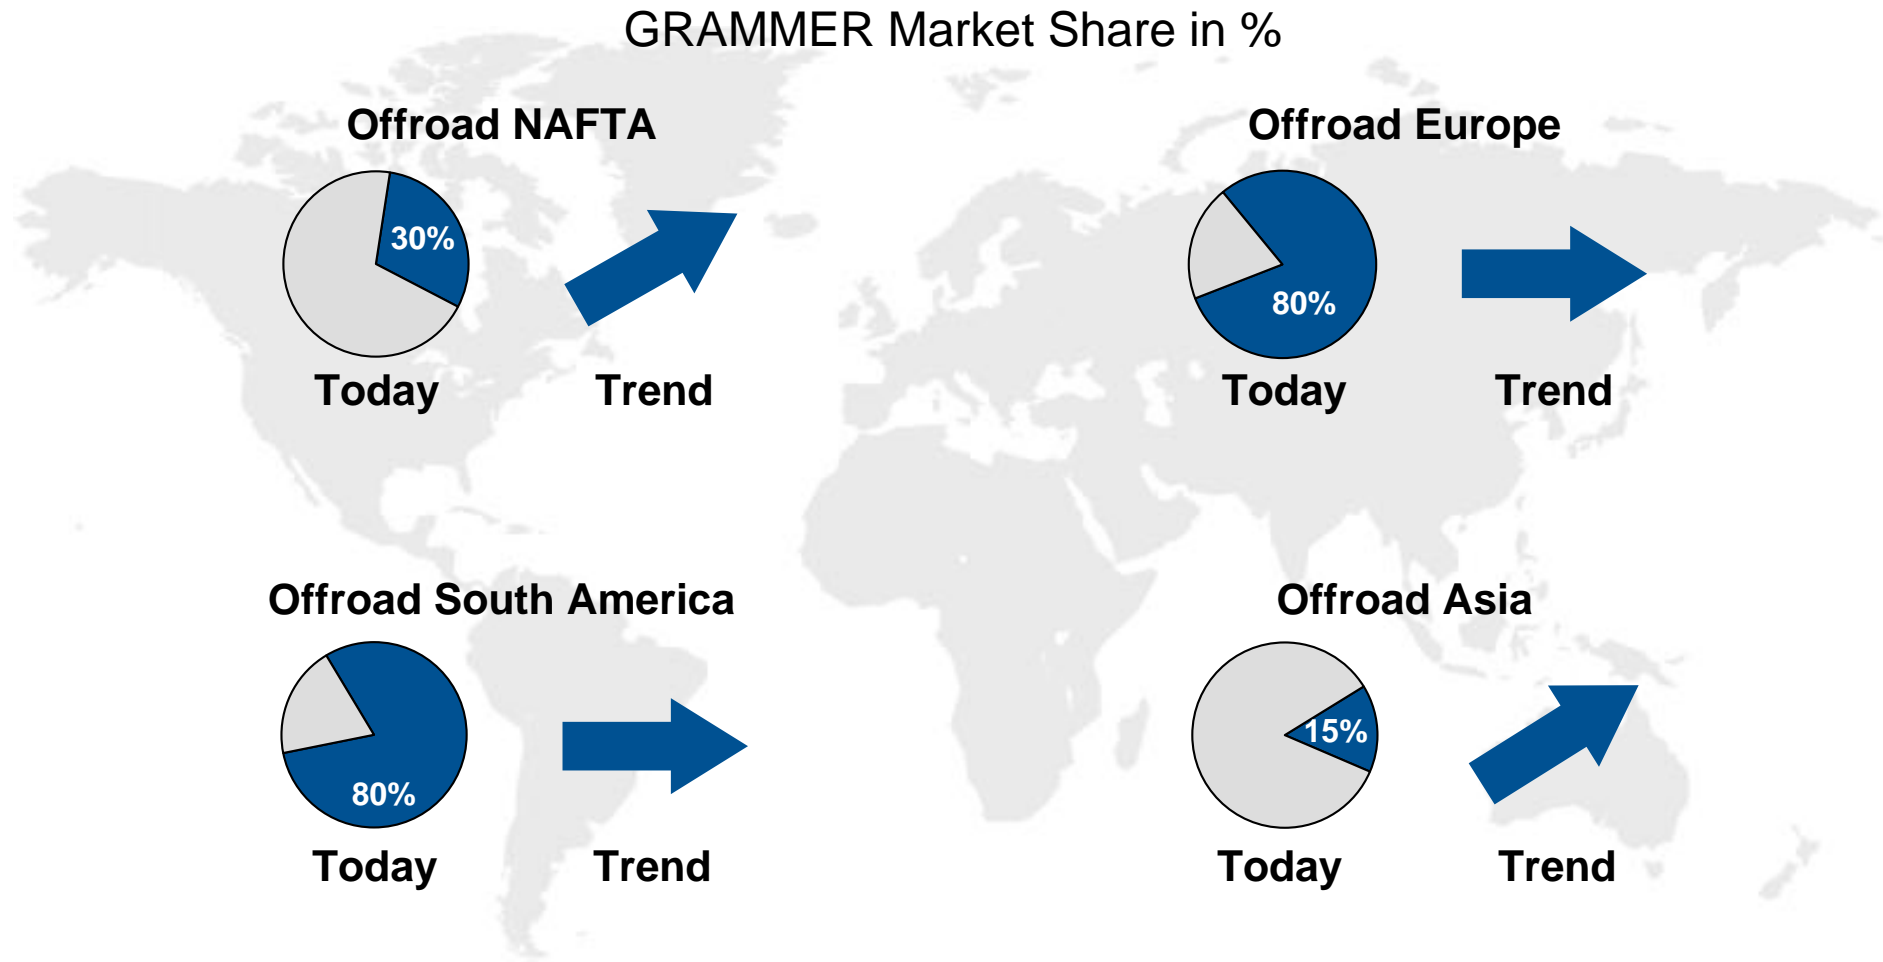 GRAMMER Market Share in %
Offroad NAFTA
30%
Today
Trend
Offroad Europe
80%
Today
Trend
Offroad South America
80%
Today
Trend
Offroad Asia
15%
Today
Trend